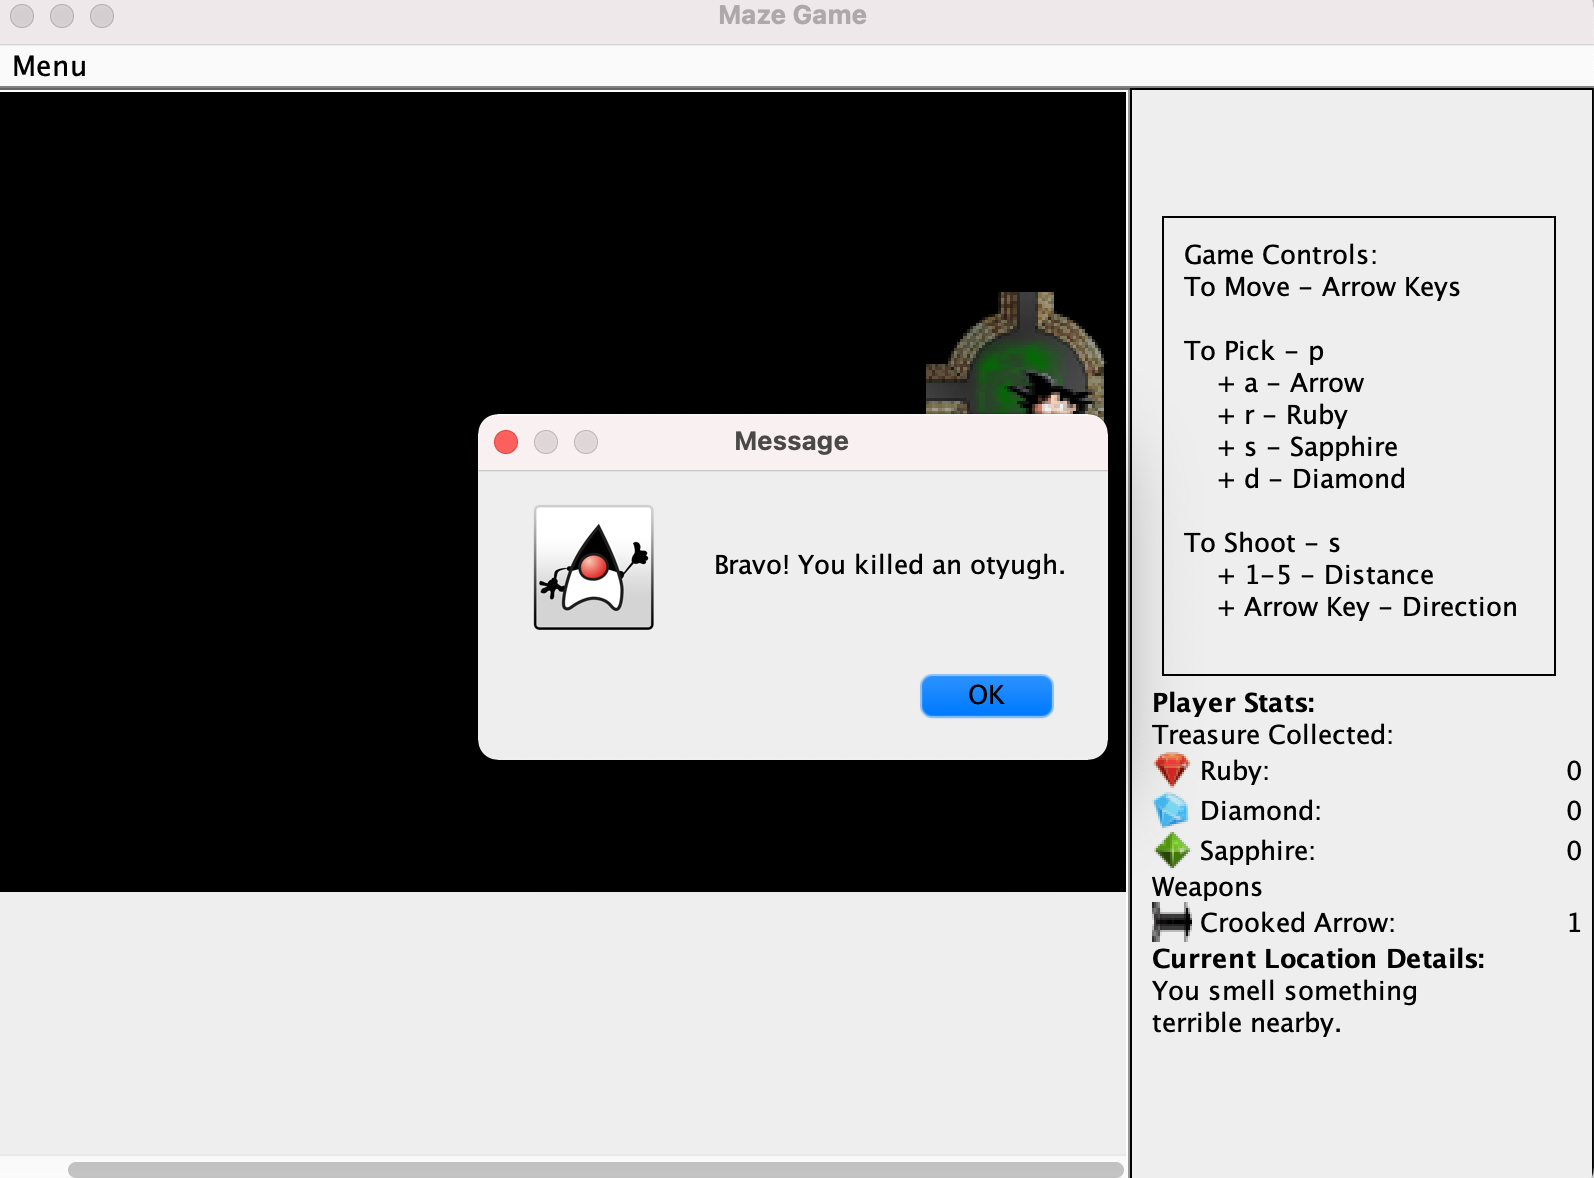 Maze Game
Menu
Message
Bravo! You killed an otyugh.
OK
Game Controls:
To Move - Arrow Keys
To Pick - p
+ a - Arrow
+ r - Ruby
+ s - Sapphire
+ d - Diamond
To Shoot - s
+ 1-5 - Distance
+ Arrow Key - Direction
Player Stats:
Treasure Collected:
Ruby: 0
Diamond: 0
Sapphire: 0
Weapons
Crooked Arrow: 1
Current Location Details:
You smell something
terrible nearby.